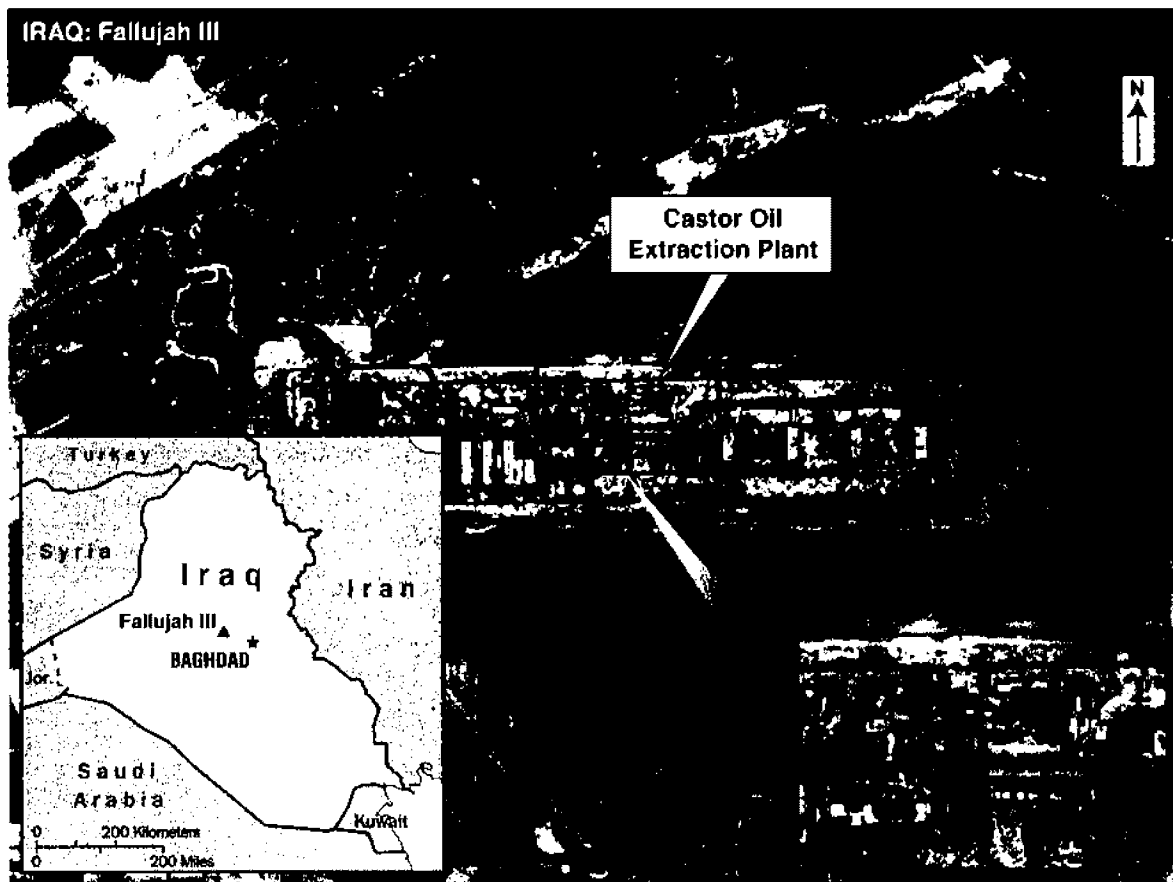 IRAQ: Fallujah III
N
Castor Oil
Extraction Plant
Turkey
Syria
Iraq
Iran
Fallujah III
BAGHDAD
Jor.
Saudi
Arabia
Kuwait
0 200 Kilometers
0 200 Miles